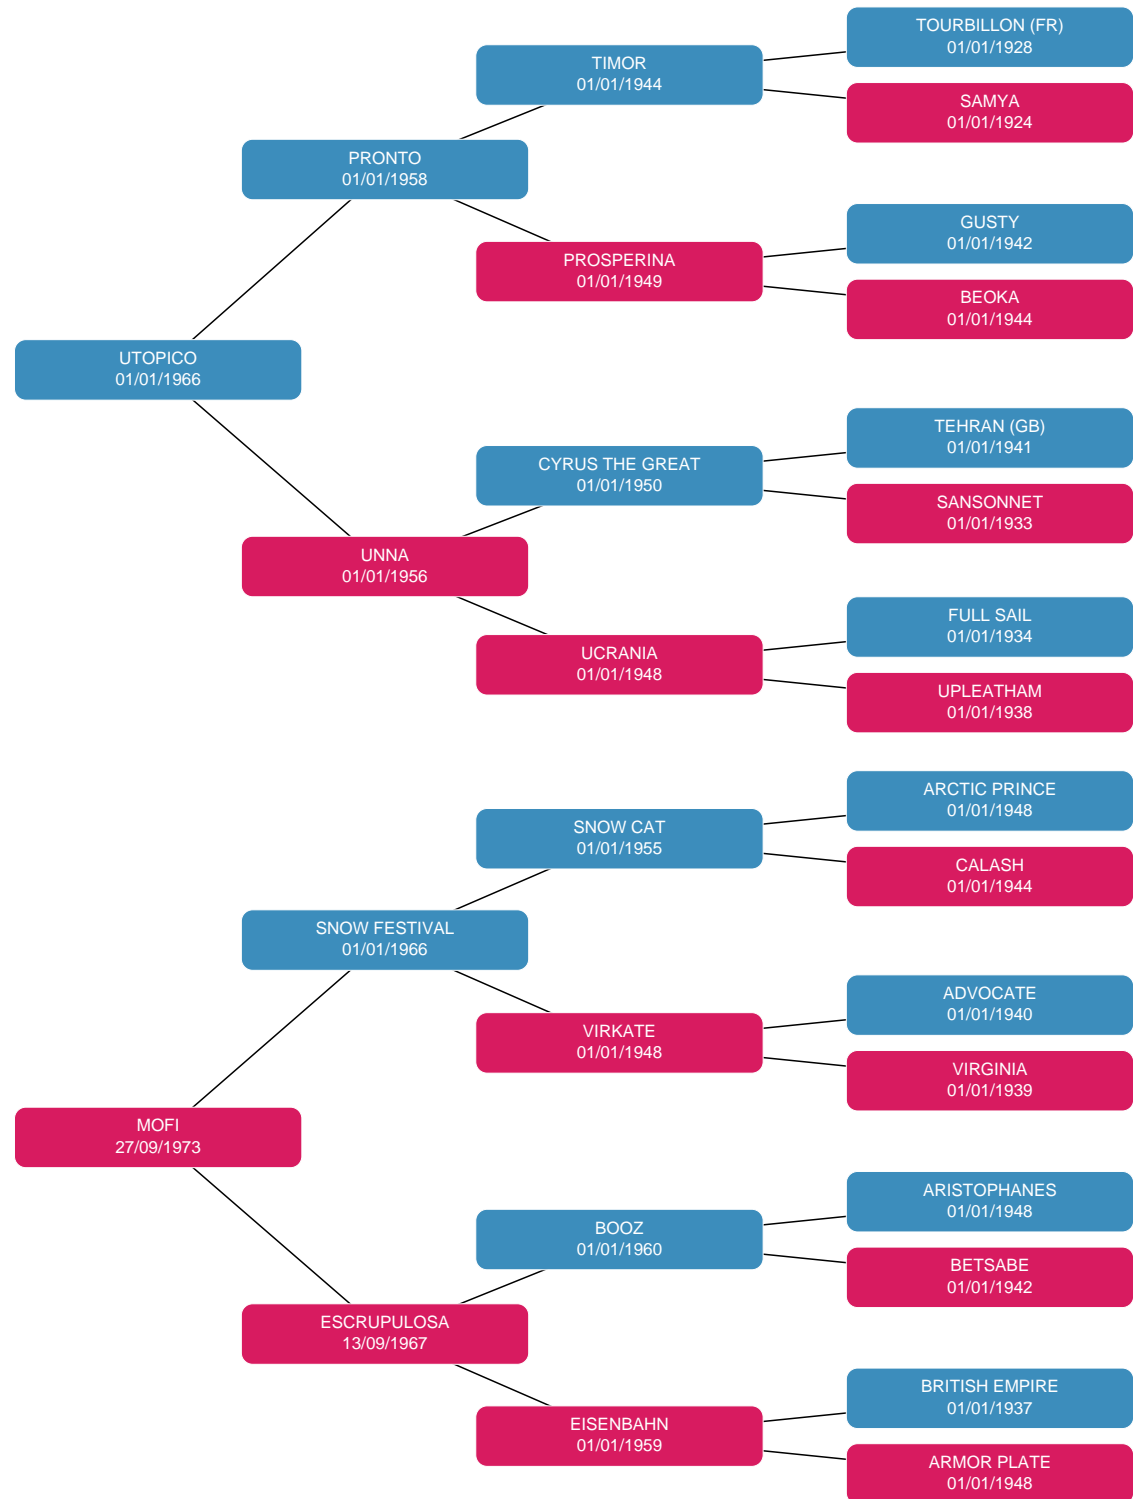 TOURBILLON (FR)
01/01/1928
TIMOR
01/01/1944
SAMYA
01/01/1924
PRONTO
01/01/1958
GUSTY
01/01/1942
PROSPERINA
01/01/1949
BEOKA
01/01/1944
UTOPICO
01/01/1966
TEHRAN (GB)
01/01/1941
CYRUS THE GREAT
01/01/1950
SANSONNET
01/01/1933
UNNA
01/01/1956
FULL SAIL
01/01/1934
UCRANIA
01/01/1948
UPLEATHAM
01/01/1938
ARCTIC PRINCE
01/01/1948
SNOW CAT
01/01/1955
CALASH
01/01/1944
SNOW FESTIVAL
01/01/1966
ADVOCATE
01/01/1940
VIRKATE
01/01/1948
VIRGINIA
01/01/1939
MOFI
27/09/1973
ARISTOPHANES
01/01/1948
BOOZ
01/01/1960
BETSABE
01/01/1942
ESCRUPULOSA
13/09/1967
BRITISH EMPIRE
01/01/1937
EISENBAHN
01/01/1959
ARMOR PLATE
01/01/1948